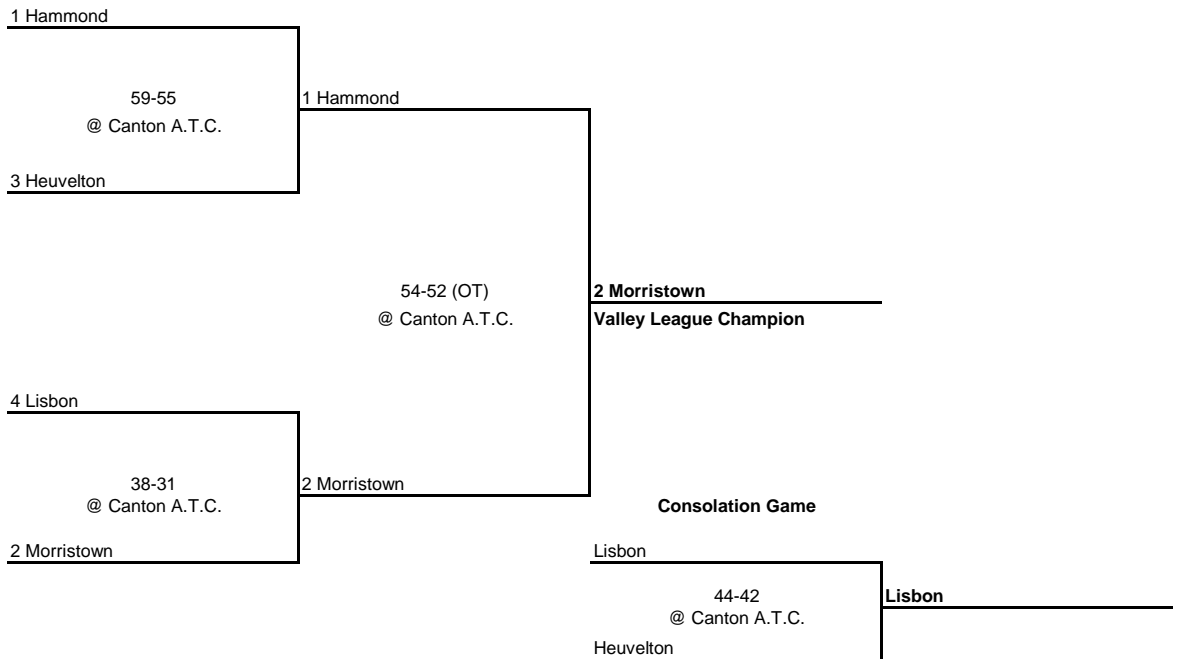 1 Hammond
59-55
@ Canton A.T.C.
1 Hammond
3 Heuvelton
54-52 (OT)
@ Canton A.T.C.
2 Morristown
Valley League Champion
4 Lisbon
38-31
@ Canton A.T.C.
2 Morristown
2 Morristown
Consolation Game
Lisbon
44-42
@ Canton A.T.C.
Lisbon
Heuvelton